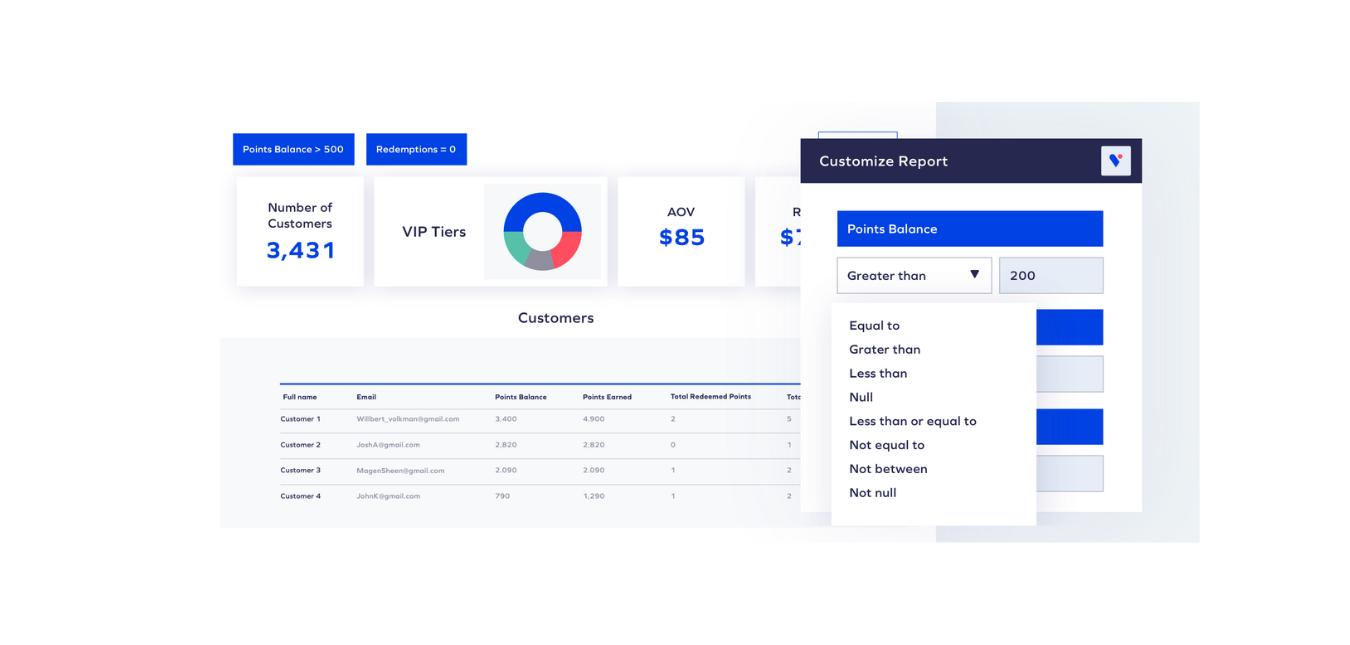 Points Balance > 500
Redemptions = 0
Number of
Customers
3,431
VIP Tiers
AOV
$85
R
$7
Customers
Full name Email Points Balance Points Earned Total Redeemed Points Tota
Customer 1 Willbert_volkman@gmail.com 3,400 4.900 2 5
Customer 2 JoshA@gmail.com 2,820 2,820 0 1
Customer 3 MagenSheen@gmail.com 2.090 2.090 1 2
Customer 4 JohnK@gmail.com 790 1,290 1 2
Customize Report
Points Balance
Greater than
200
Equal to
Grater than
Less than
Null
Less than or equal to
Not equal to
Not between
Not null